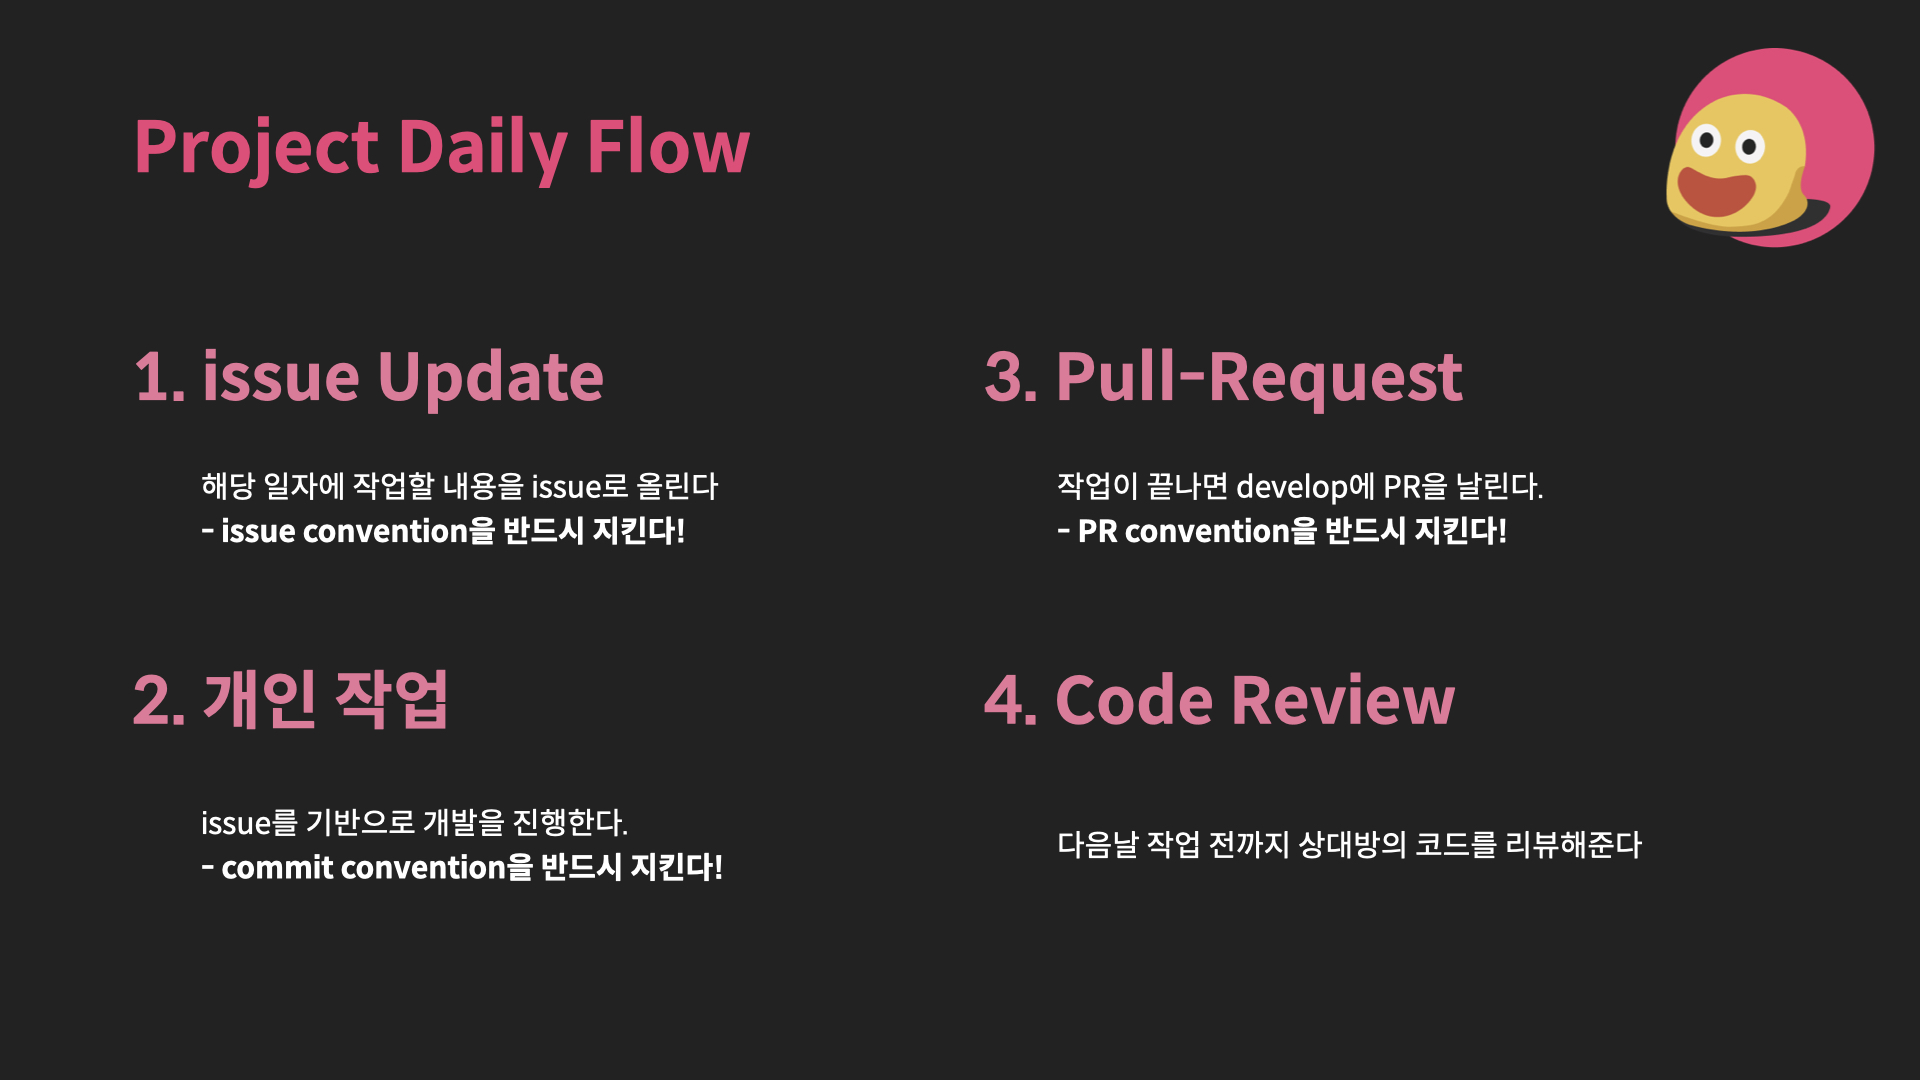 Project Daily Flow
1. issue Update
해당 일자에 작업할 내용을 issue로 올린다
- issue convention을 반드시 지킨다!
2. 개인 작업
issue를 기반으로 개발을 진행한다.
- commit convention을 반드시 지킨다!
3. Pull-Request
작업이 끝나면 develop에 PR을 날린다.
- PR convention을 반드시 지킨다!
4. Code Review
다음날 작업 전까지 상대방의 코드를 리뷰해준다